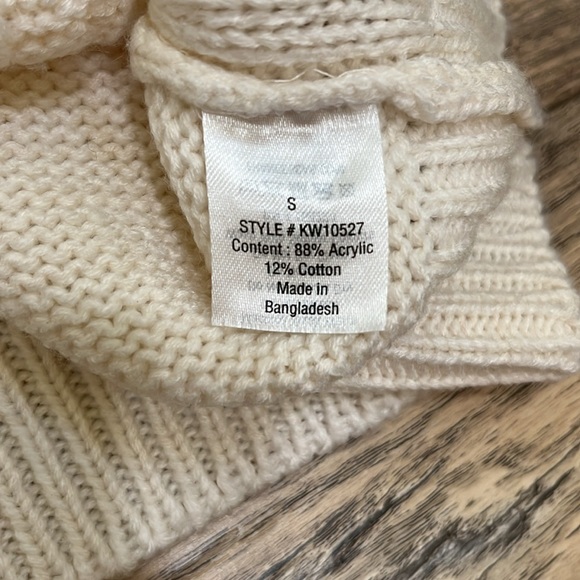 S
STYLE # KW10527
Content : 88% Acrylic
12% Cotton
Made in
Bangladesh